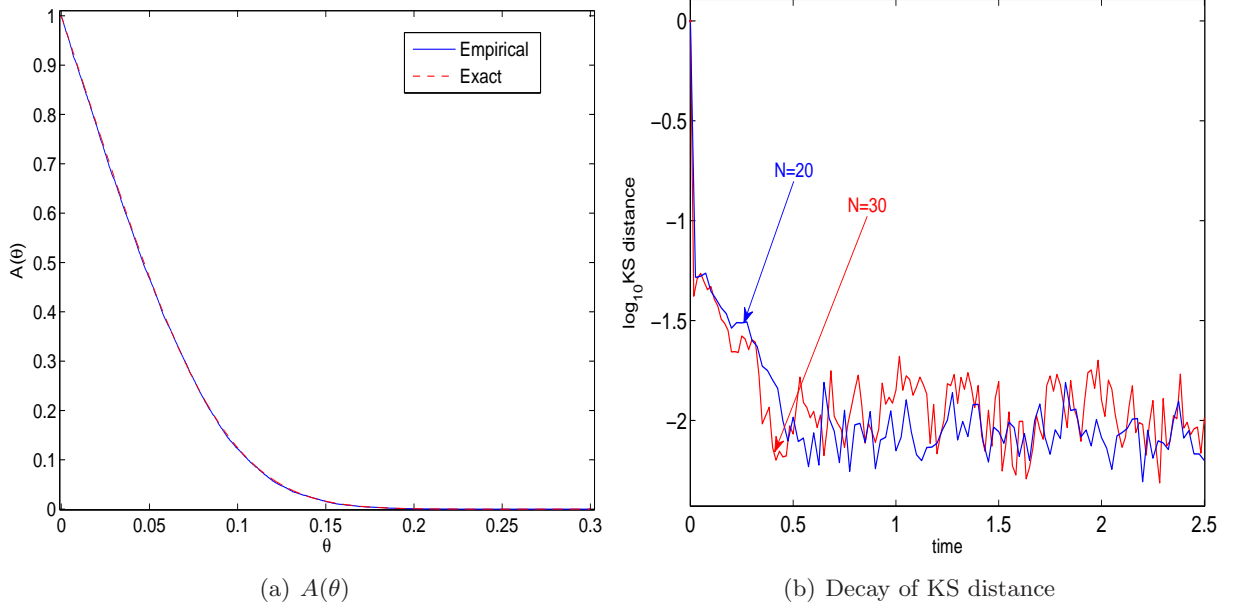 1
0.9
0.8
0.7
0.6
0.5
0.4
0.3
0.2
0.1
0
A(θ)
0
0.05
0.1
0.15
0.2
0.25
0.3
θ
Empirical
Exact
(a) A(θ)
−0
−0.5
−1
−1.5
−2
log₁₀KS distance
N=20
N=30
0
0.5
1
1.5
2
2.5
time
(b) Decay of KS distance